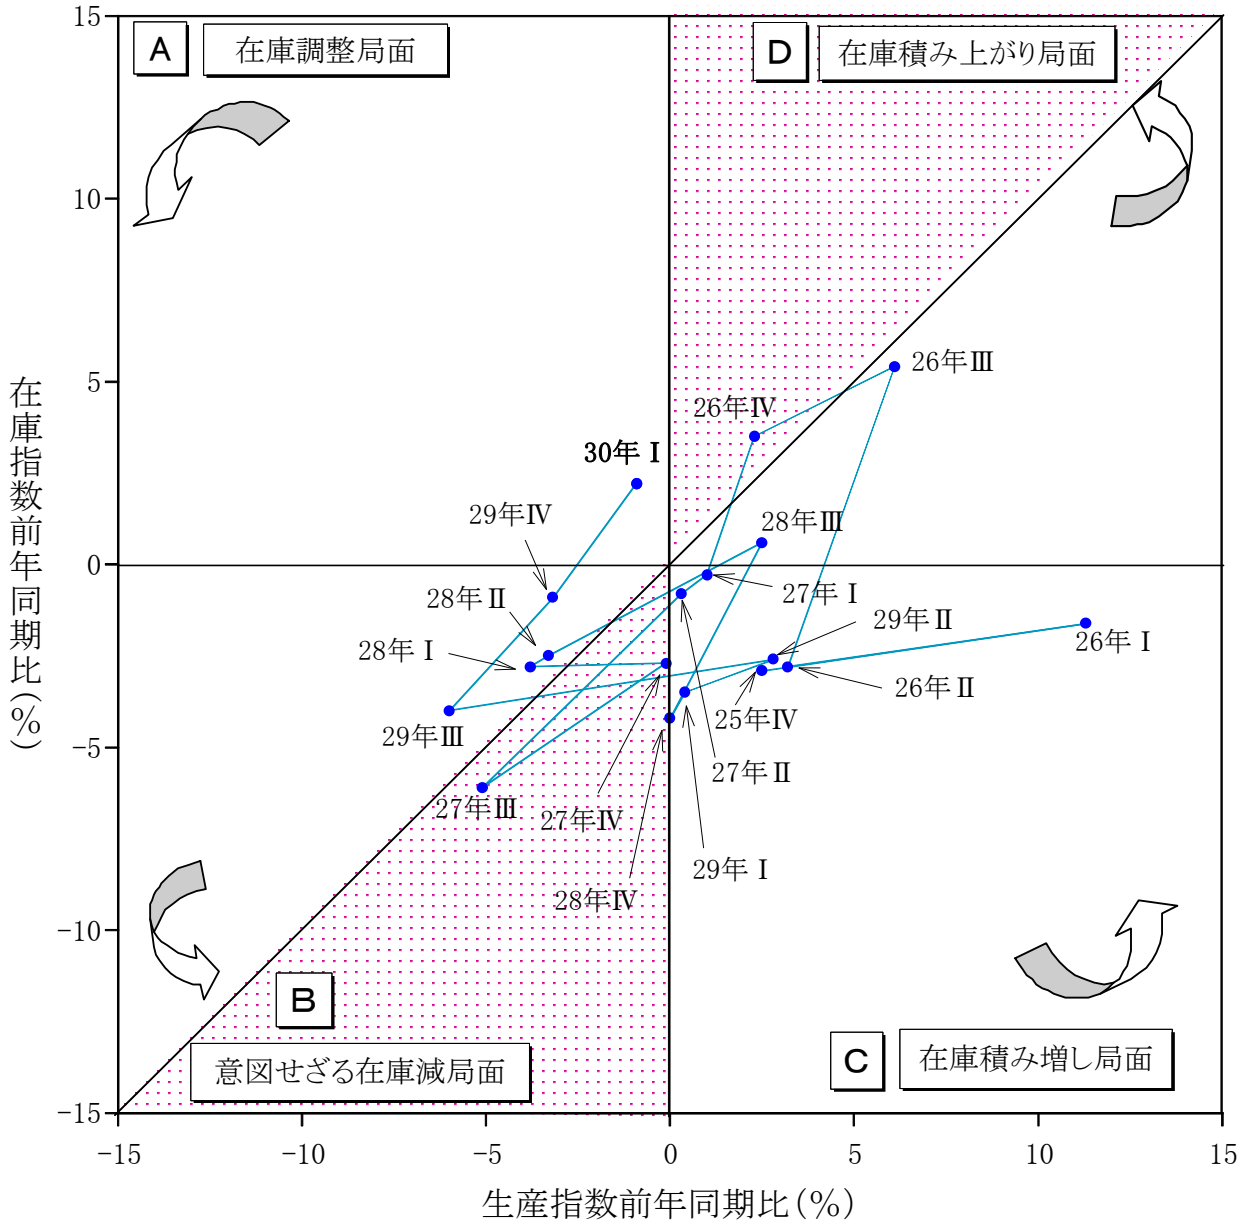 15
A
在庫調整局面
D
在庫積み上がり局面
10
5
26年Ⅲ
26年Ⅳ
30年Ⅰ
29年Ⅳ
28年Ⅲ
0
28年Ⅱ
27年Ⅰ
28年Ⅰ
29年Ⅱ
26年Ⅰ
26年Ⅱ
29年Ⅲ
25年Ⅳ
-5
27年Ⅱ
27年Ⅲ
27年Ⅳ
29年Ⅰ
28年Ⅳ
-10
B
意図せざる在庫減局面
C
在庫積み増し局面
-15
-15 -10 -5 0 5 10 15
生産指数前年同期比(%)
在庫指数前年同期比(%)